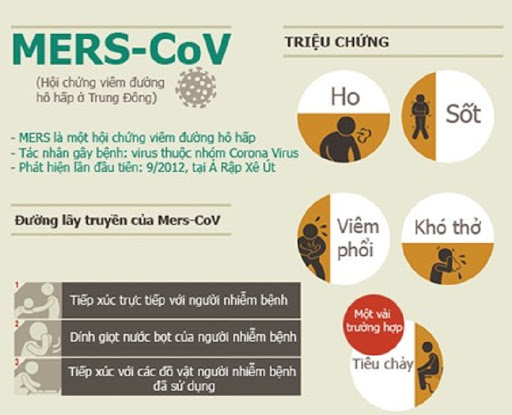 MERS-CoV
(Hội chứng viêm đường
hô hấp ở Trung Đông)
- MERS là một hội chứng viêm đường hô hấp
- Tác nhân gây bệnh: virus thuộc nhóm Corona Virus
- Phát hiện lần đầu tiên: 9/2012, tại Ả Rập Xê Út
Đường lây truyền của Mers-CoV
1
Tiếp xúc trực tiếp với người nhiễm bệnh
2
Dính giọt nước bọt của người nhiễm bệnh
3
Tiếp xúc với các đồ vật người nhiễm bệnh
đã sử dụng
TRIỆU CHỨNG
Ho
Sốt
Viêm
phổi
Khó thở
Một vài
trường hợp
Tiêu chảy